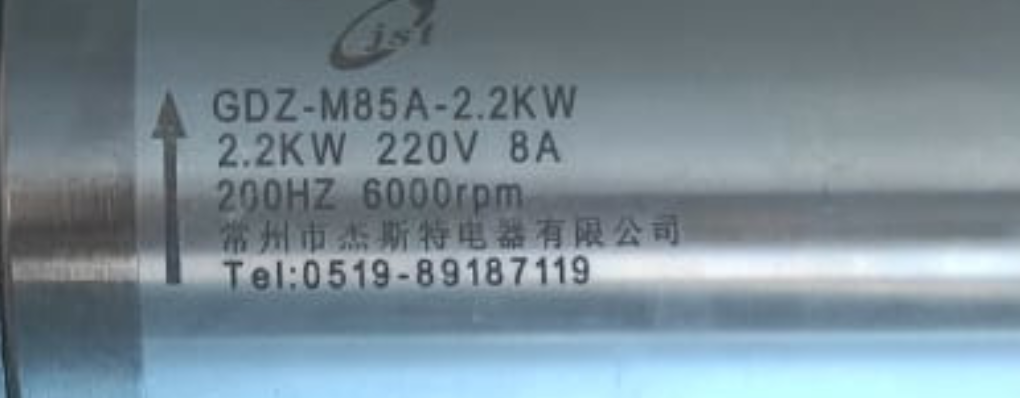 jst
GDZ-M85A-2.2KW
2.2KW 220V 8A
200HZ 6000rpm
常州市杰斯特电器有限公司
Tel:0519-89187119